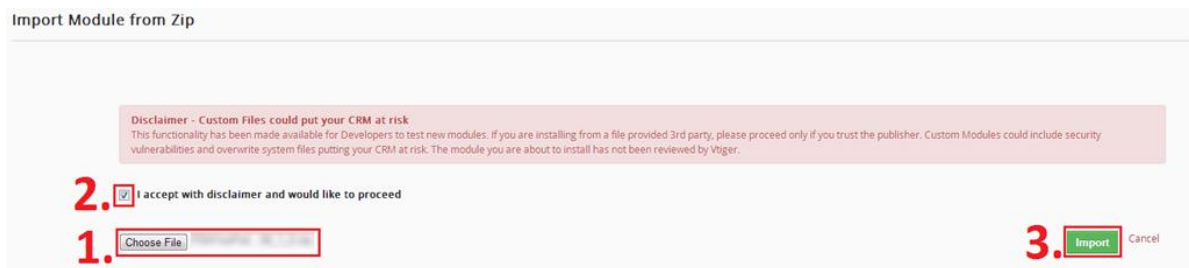 Import Module from Zip
Disclaimer - Custom Files could put your CRM at risk
This functionality has been made available for Developers to test new modules. If you are installing from a file provided 3rd party, please proceed only if you trust the publisher. Custom Modules could include security
vulnerabilities and overwrite system files putting your CRM at risk. The module you are about to install has not been reviewed by Vtiger.
2. I accept with disclaimer and would like to proceed
1. Choose File
3. Import Cancel